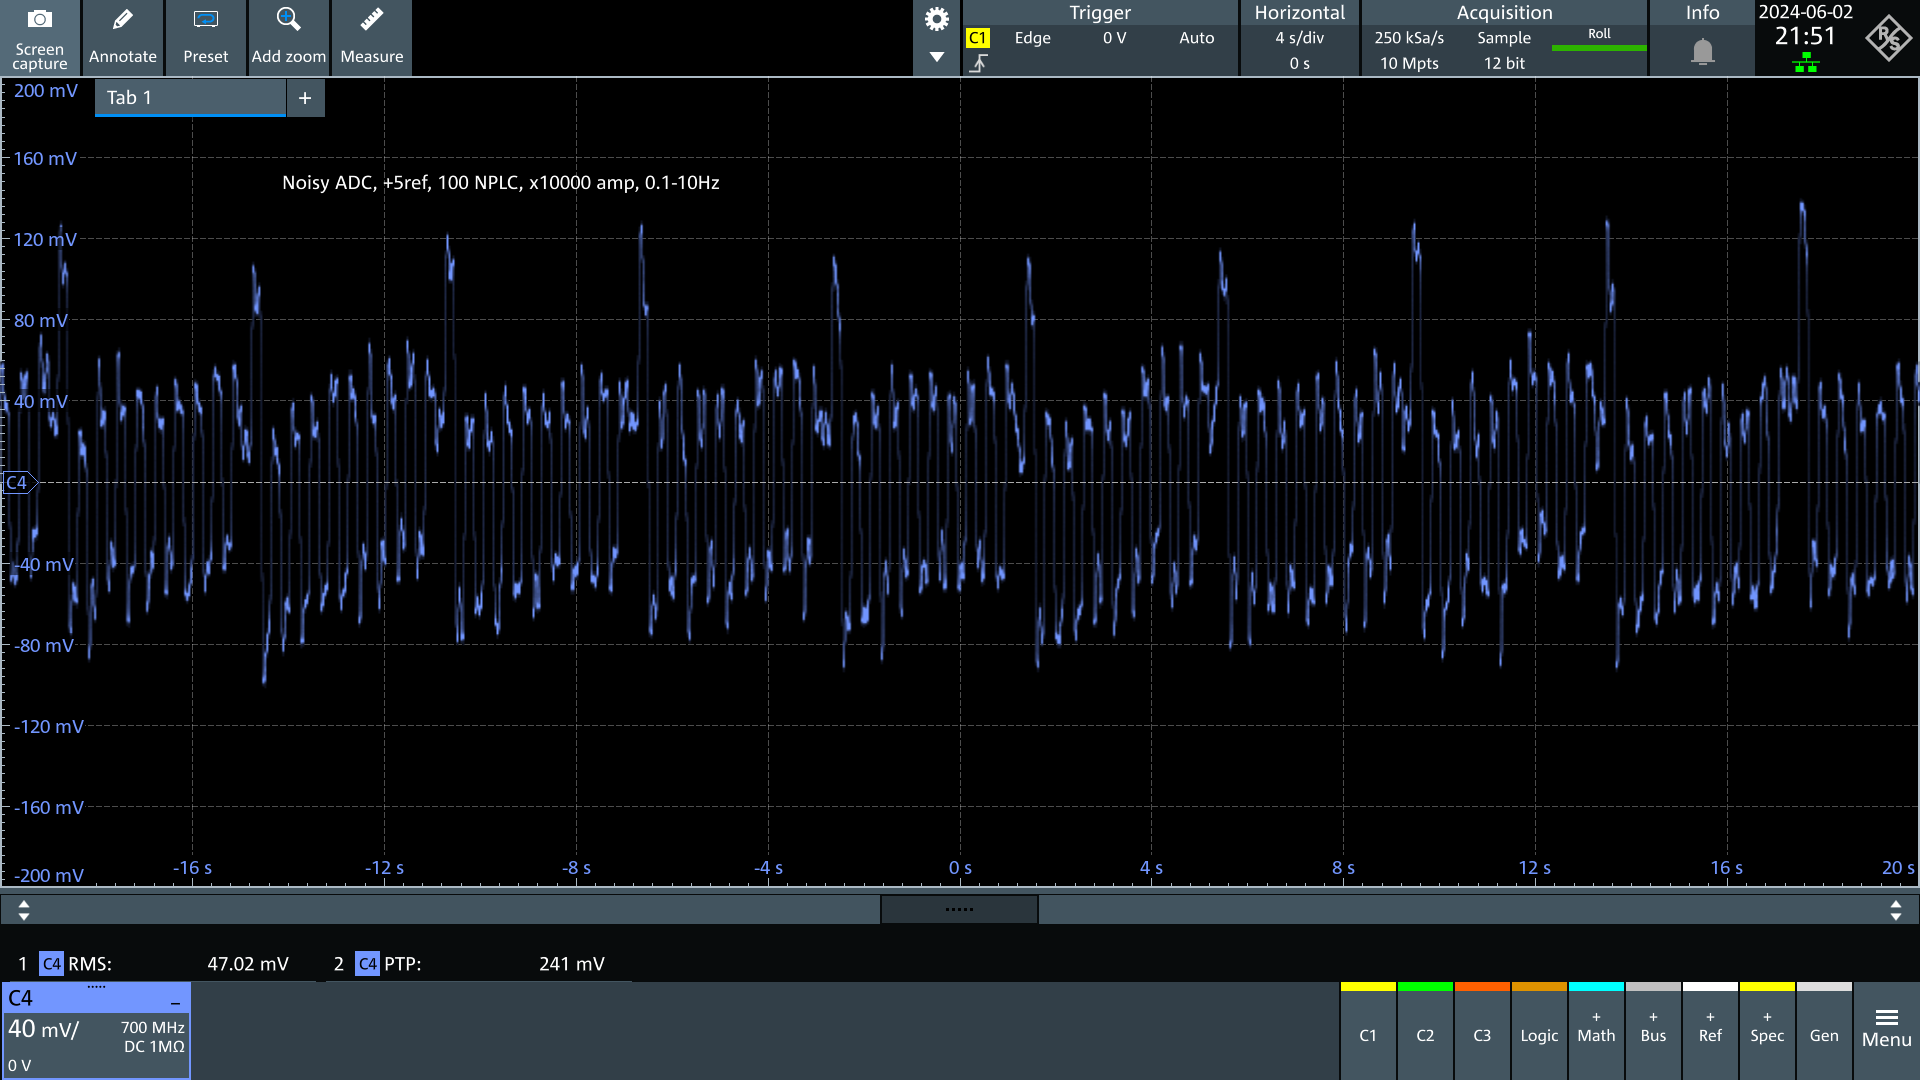 Screen capture
Annotate
Preset
Add zoom
Measure
Trigger
C1 Edge 0 V Auto
Horizontal
4 s/div
0 s
Acquisition
250 kSa/s Sample Roll
10 Mpts 12 bit
Info
2024-06-02
21:51
R&S
Tab 1 +
Noisy ADC, +5ref, 100 NPLC, x10000 amp, 0.1-10Hz
200 mV
160 mV
120 mV
80 mV
40 mV
C4
-40 mV
-80 mV
-120 mV
-160 mV
-200 mV
-16 s -12 s -8 s -4 s 0 s 4 s 8 s 12 s 16 s 20 s
1 C4 RMS: 47.02 mV 2 C4 PTP: 241 mV
C4
40 mV/ 700 MHz
DC 1MΩ
0 V
C1
C2
C3
Logic
+ Math
+ Bus
+ Ref
+ Spec
Gen
Menu